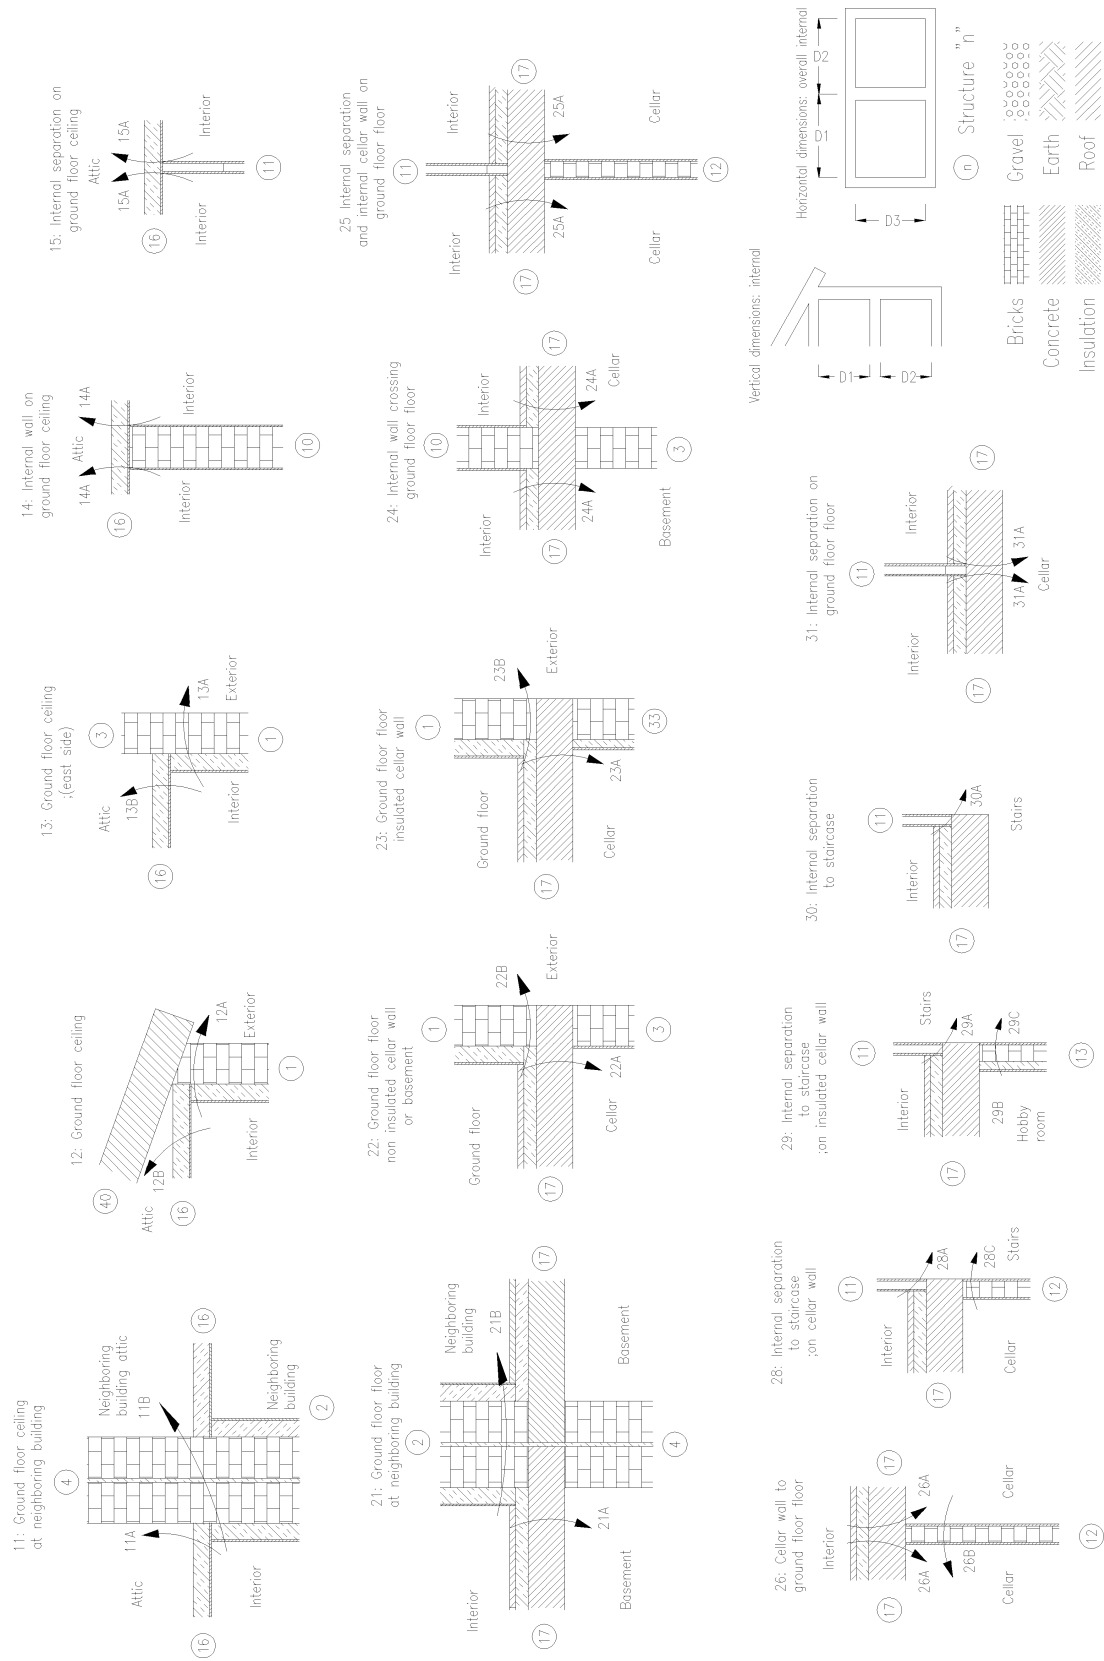 11: Ground floor ceiling
at neighboring building
4
Neighboring
building attic
11B
11A
Attic
16
16
Interior
Neighboring
building
2
12: Ground floor ceiling
40
12B
Attic
16
12A
Exterior
Interior
1
13: Ground floor ceiling
;(east side)
3
Attic
13B
13A
Exterior
16
Interior
1
14: Internal wall on
ground floor ceiling
14A
Attic
14A
16
Interior
Interior
10
15: Internal separation on
ground floor ceiling
15A
Attic
15A
16
Interior
Interior
11
21: Ground floor floor
at neighboring building
2
Neighboring
building
21B
Interior
17
17
21A
Basement
Basement
4
22: Ground floor floor
non insulated cellar wall
or basement
1
22B
Ground floor
Exterior
17
22A
Cellar
3
23: Ground floor floor
insulated cellar wall
1
23B
Ground floor
Exterior
17
23A
Cellar
33
24: Internal wall crossing
ground floor floor
10
Interior
Interior
17
17
24A
24A
Cellar
Basement
3
25 Internal separation
and internal cellar wall on
ground floor floor
11
Interior
Interior
17
17
25A
25A
Cellar
Cellar
12
26: Cellar wall to
ground floor floor
Interior
17
17
26A
26A
26B
Cellar
Cellar
12
28: Internal separation
to staircase
;on cellar wall
11
Interior
28A
17
28C
Stairs
Cellar
12
29: Internal separation
to staircase
;on insulated cellar wall
11
Stairs
Interior
29A
17
29B
29C
Hobby
room
13
30: Internal separation
to staircase
11
Interior
30A
17
Stairs
31: Internal separation on
ground floor floor
11
Interior
Interior
17
17
31A
31A
Cellar
Vertical dimensions: internal
D1
D2
Horizontal dimensions: overall internal
D1
D2
D3
n
Structure "n"
Bricks
Gravel
Concrete
Earth
Insulation
Roof